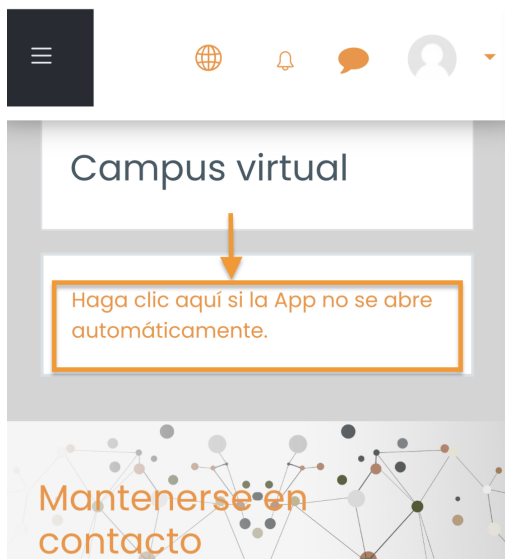 Campus virtual
Haga clic aquí si la App no se abre
automáticamente.
Mantenerse en
contacto